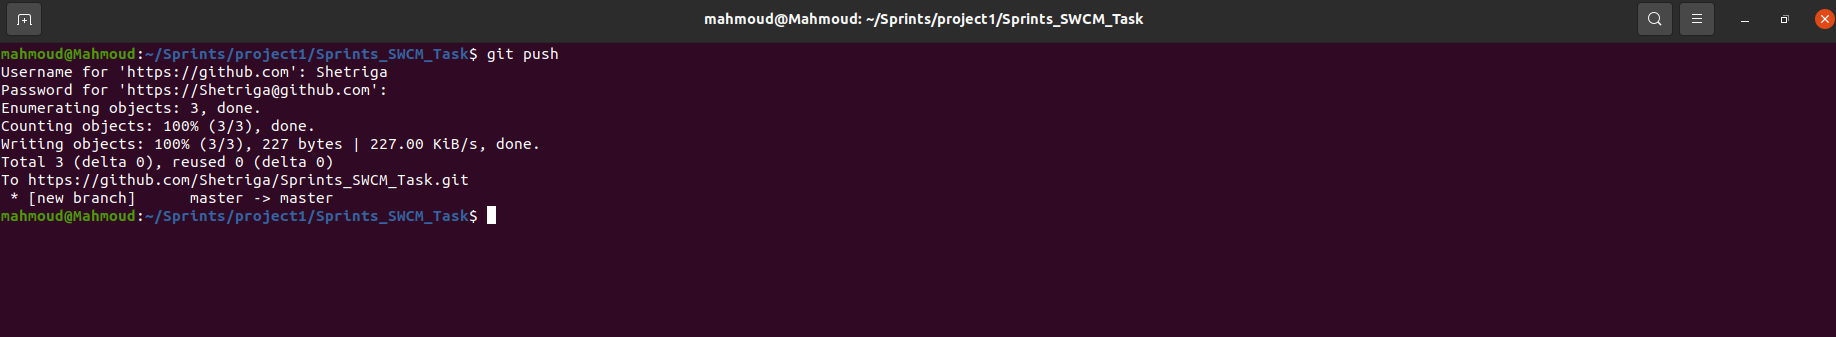 mahmoud@Mahmoud: ~/Sprints/project1/Sprints_SWCM_Task
mahmoud@Mahmoud:~/Sprints/project1/Sprints_SWCM_Task$ git push
Username for 'https://github.com': Shetriga
Password for 'https://Shetriga@github.com':
Enumerating objects: 3, done.
Counting objects: 100% (3/3), done.
Writing objects: 100% (3/3), 227 bytes | 227.00 KiB/s, done.
Total 3 (delta 0), reused 0 (delta 0)
To https://github.com/Shetriga/Sprints_SWCM_Task.git
 * [new branch]      master -> master
mahmoud@Mahmoud:~/Sprints/project1/Sprints_SWCM_Task$